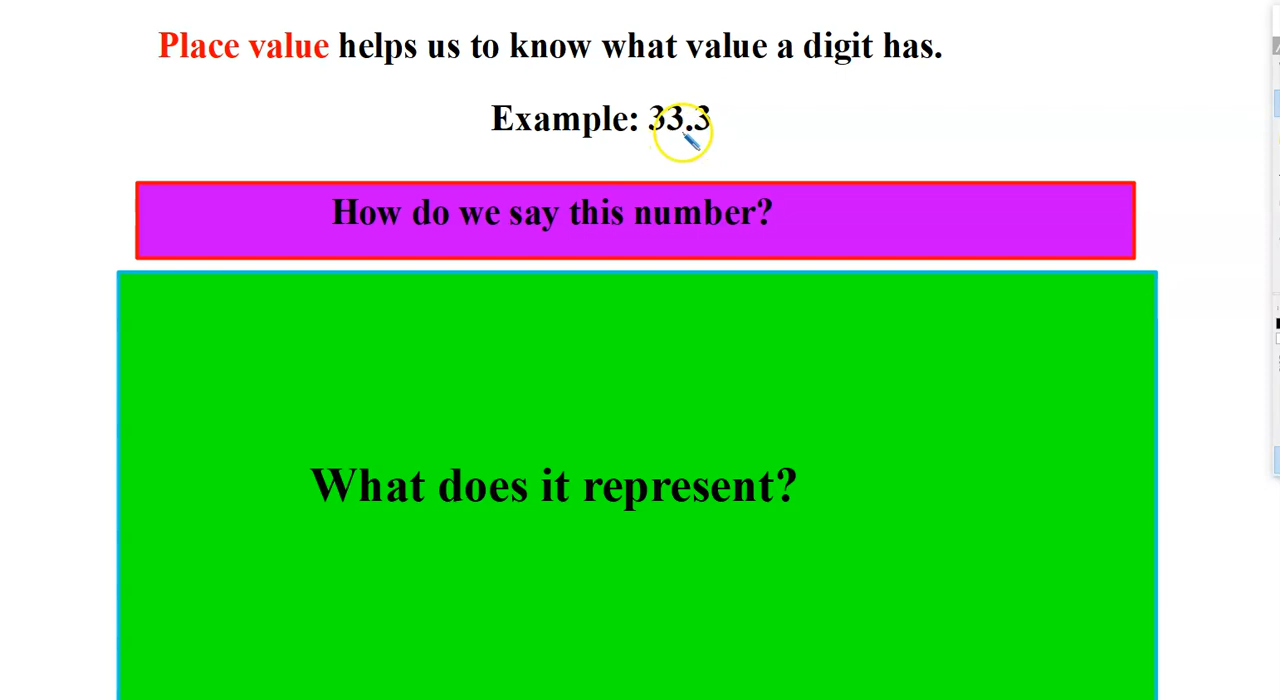 Place value helps us to know what value a digit has.
Example: 33.3
How do we say this number?
What does it represent?